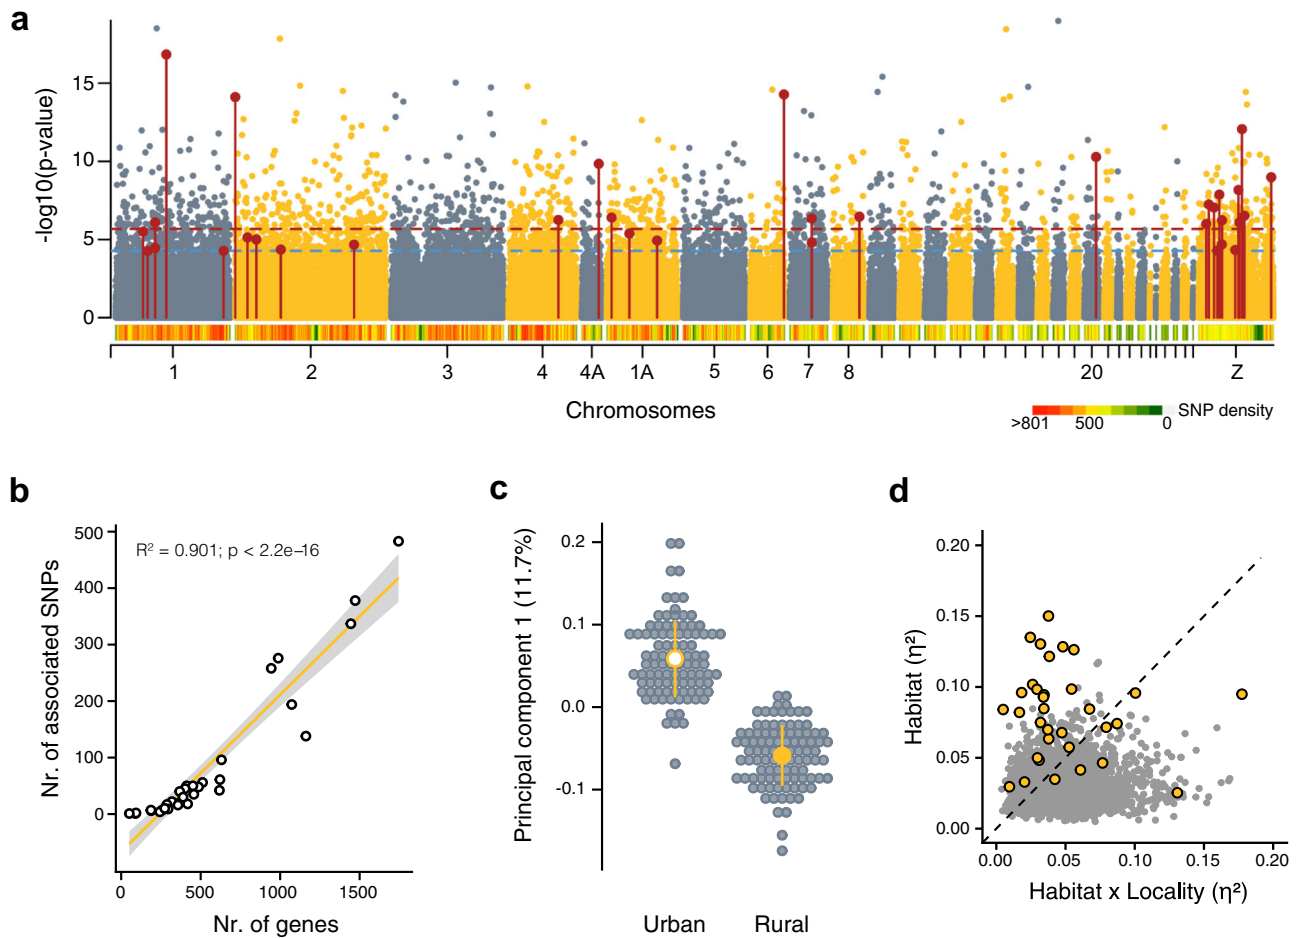 a
-log10(p-value)
15
10
5
0
1 2 3 4 4A 1A 5 6 7 8 20 Z
Chromosomes
>801 500 0 SNP density
b
Nr. of associated SNPs
R² = 0.901; p < 2.2e−16
500
400
300
200
100
0
0 500 1000 1500
Nr. of genes
c
Principal component 1 (11.7%)
0.2
0.1
0.0
-0.1
Urban Rural
d
Habitat (η²)
0.20
0.15
0.10
0.05
0.00
0.00 0.05 0.10 0.15 0.20
Habitat x Locality (η²)